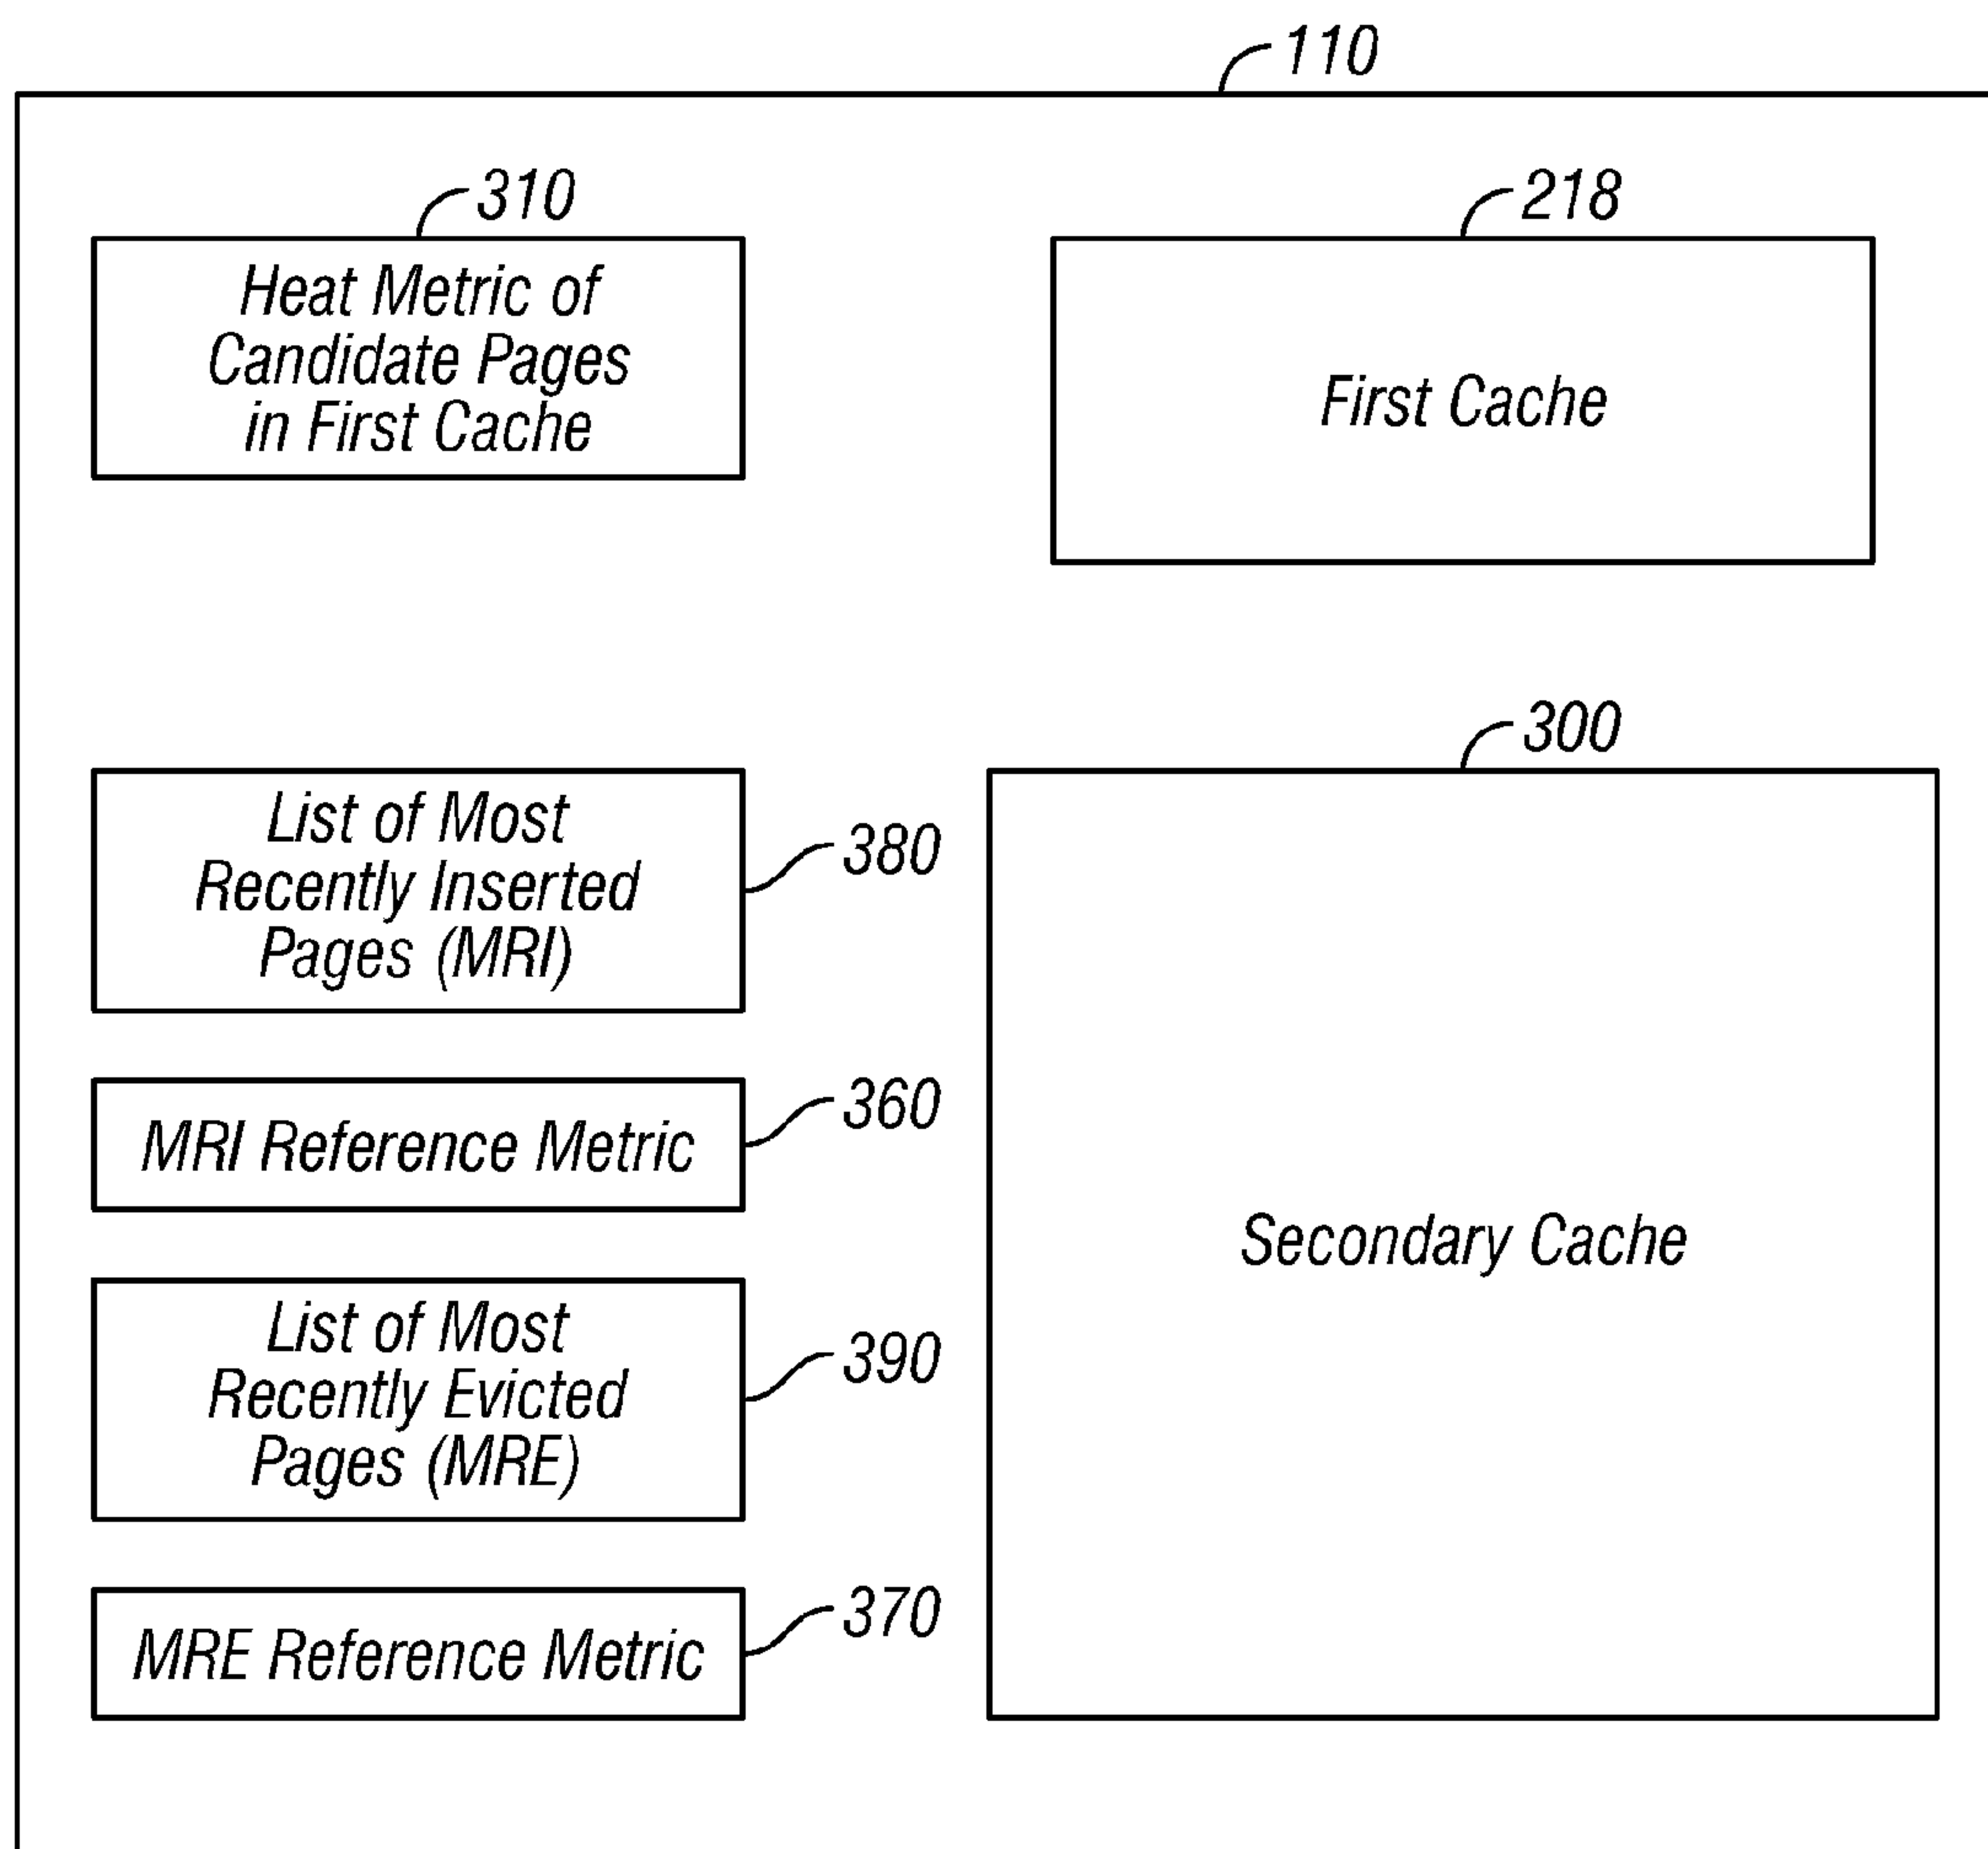 110
310
Heat Metric of
Candidate Pages
in First Cache
218
First Cache
List of Most
Recently Inserted
Pages (MRI)
380
MRI Reference Metric
360
List of Most
Recently Evicted
Pages (MRE)
390
MRE Reference Metric
370
300
Secondary Cache